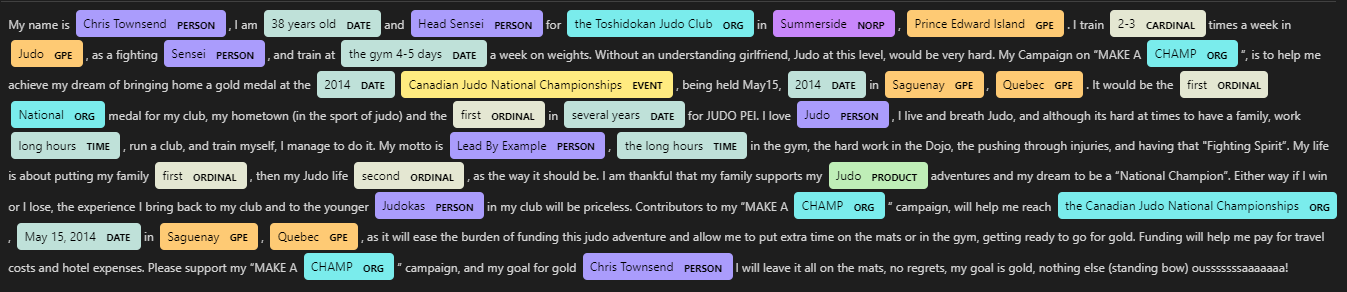 My name is Chris Townsend PERSON , I am 38 years old DATE and Head Sensei PERSON for the Toshidokan Judo Club ORG in Summerside NORP , Prince Edward Island GPE . I train 2-3 CARDINAL times a week in
Judo GPE , as a fighting Sensei PERSON , and train at the gym 4-5 days DATE a week on weights. Without an understanding girlfriend, Judo at this level, would be very hard. My Campaign on “MAKE A CHAMP ORG “, is to help me
achieve my dream of bringing home a gold medal at the 2014 DATE Canadian Judo National Championships EVENT , being held May15, 2014 DATE in Saguenay GPE , Quebec GPE . It would be the first ORDINAL
National ORG medal for my club, my hometown (in the sport of judo) and the first ORDINAL in several years DATE for JUDO PEI. I love Judo PERSON , I live and breath Judo, and although its hard at times to have a family, work
long hours TIME , run a club, and train myself, I manage to do it. My motto is Lead By Example PERSON , the long hours TIME in the gym, the hard work in the Dojo, the pushing through injuries, and having that "Fighting Spirit". My life
is about putting my family first ORDINAL , then my Judo life second ORDINAL , as the way it should be. I am thankful that my family supports my Judo PRODUCT adventures and my dream to be a “National Champion”. Either way if I win
or I lose, the experience I bring back to my club and to the younger Judokas PERSON in my club will be priceless. Contributors to my “MAKE A CHAMP ORG “ campaign, will help me reach the Canadian Judo National Championships ORG
, May 15, 2014 DATE in Saguenay GPE , Quebec GPE , as it will ease the burden of funding this judo adventure and allow me to put extra time on the mats or in the gym, getting ready to go for gold. Funding will help me pay for travel
costs and hotel expenses. Please support my “MAKE A CHAMP ORG ” campaign, and my goal for gold Chris Townsend PERSON I will leave it all on the mats, no regrets, my goal is gold, nothing else (standing bow) ousssssssaaaaaaa!